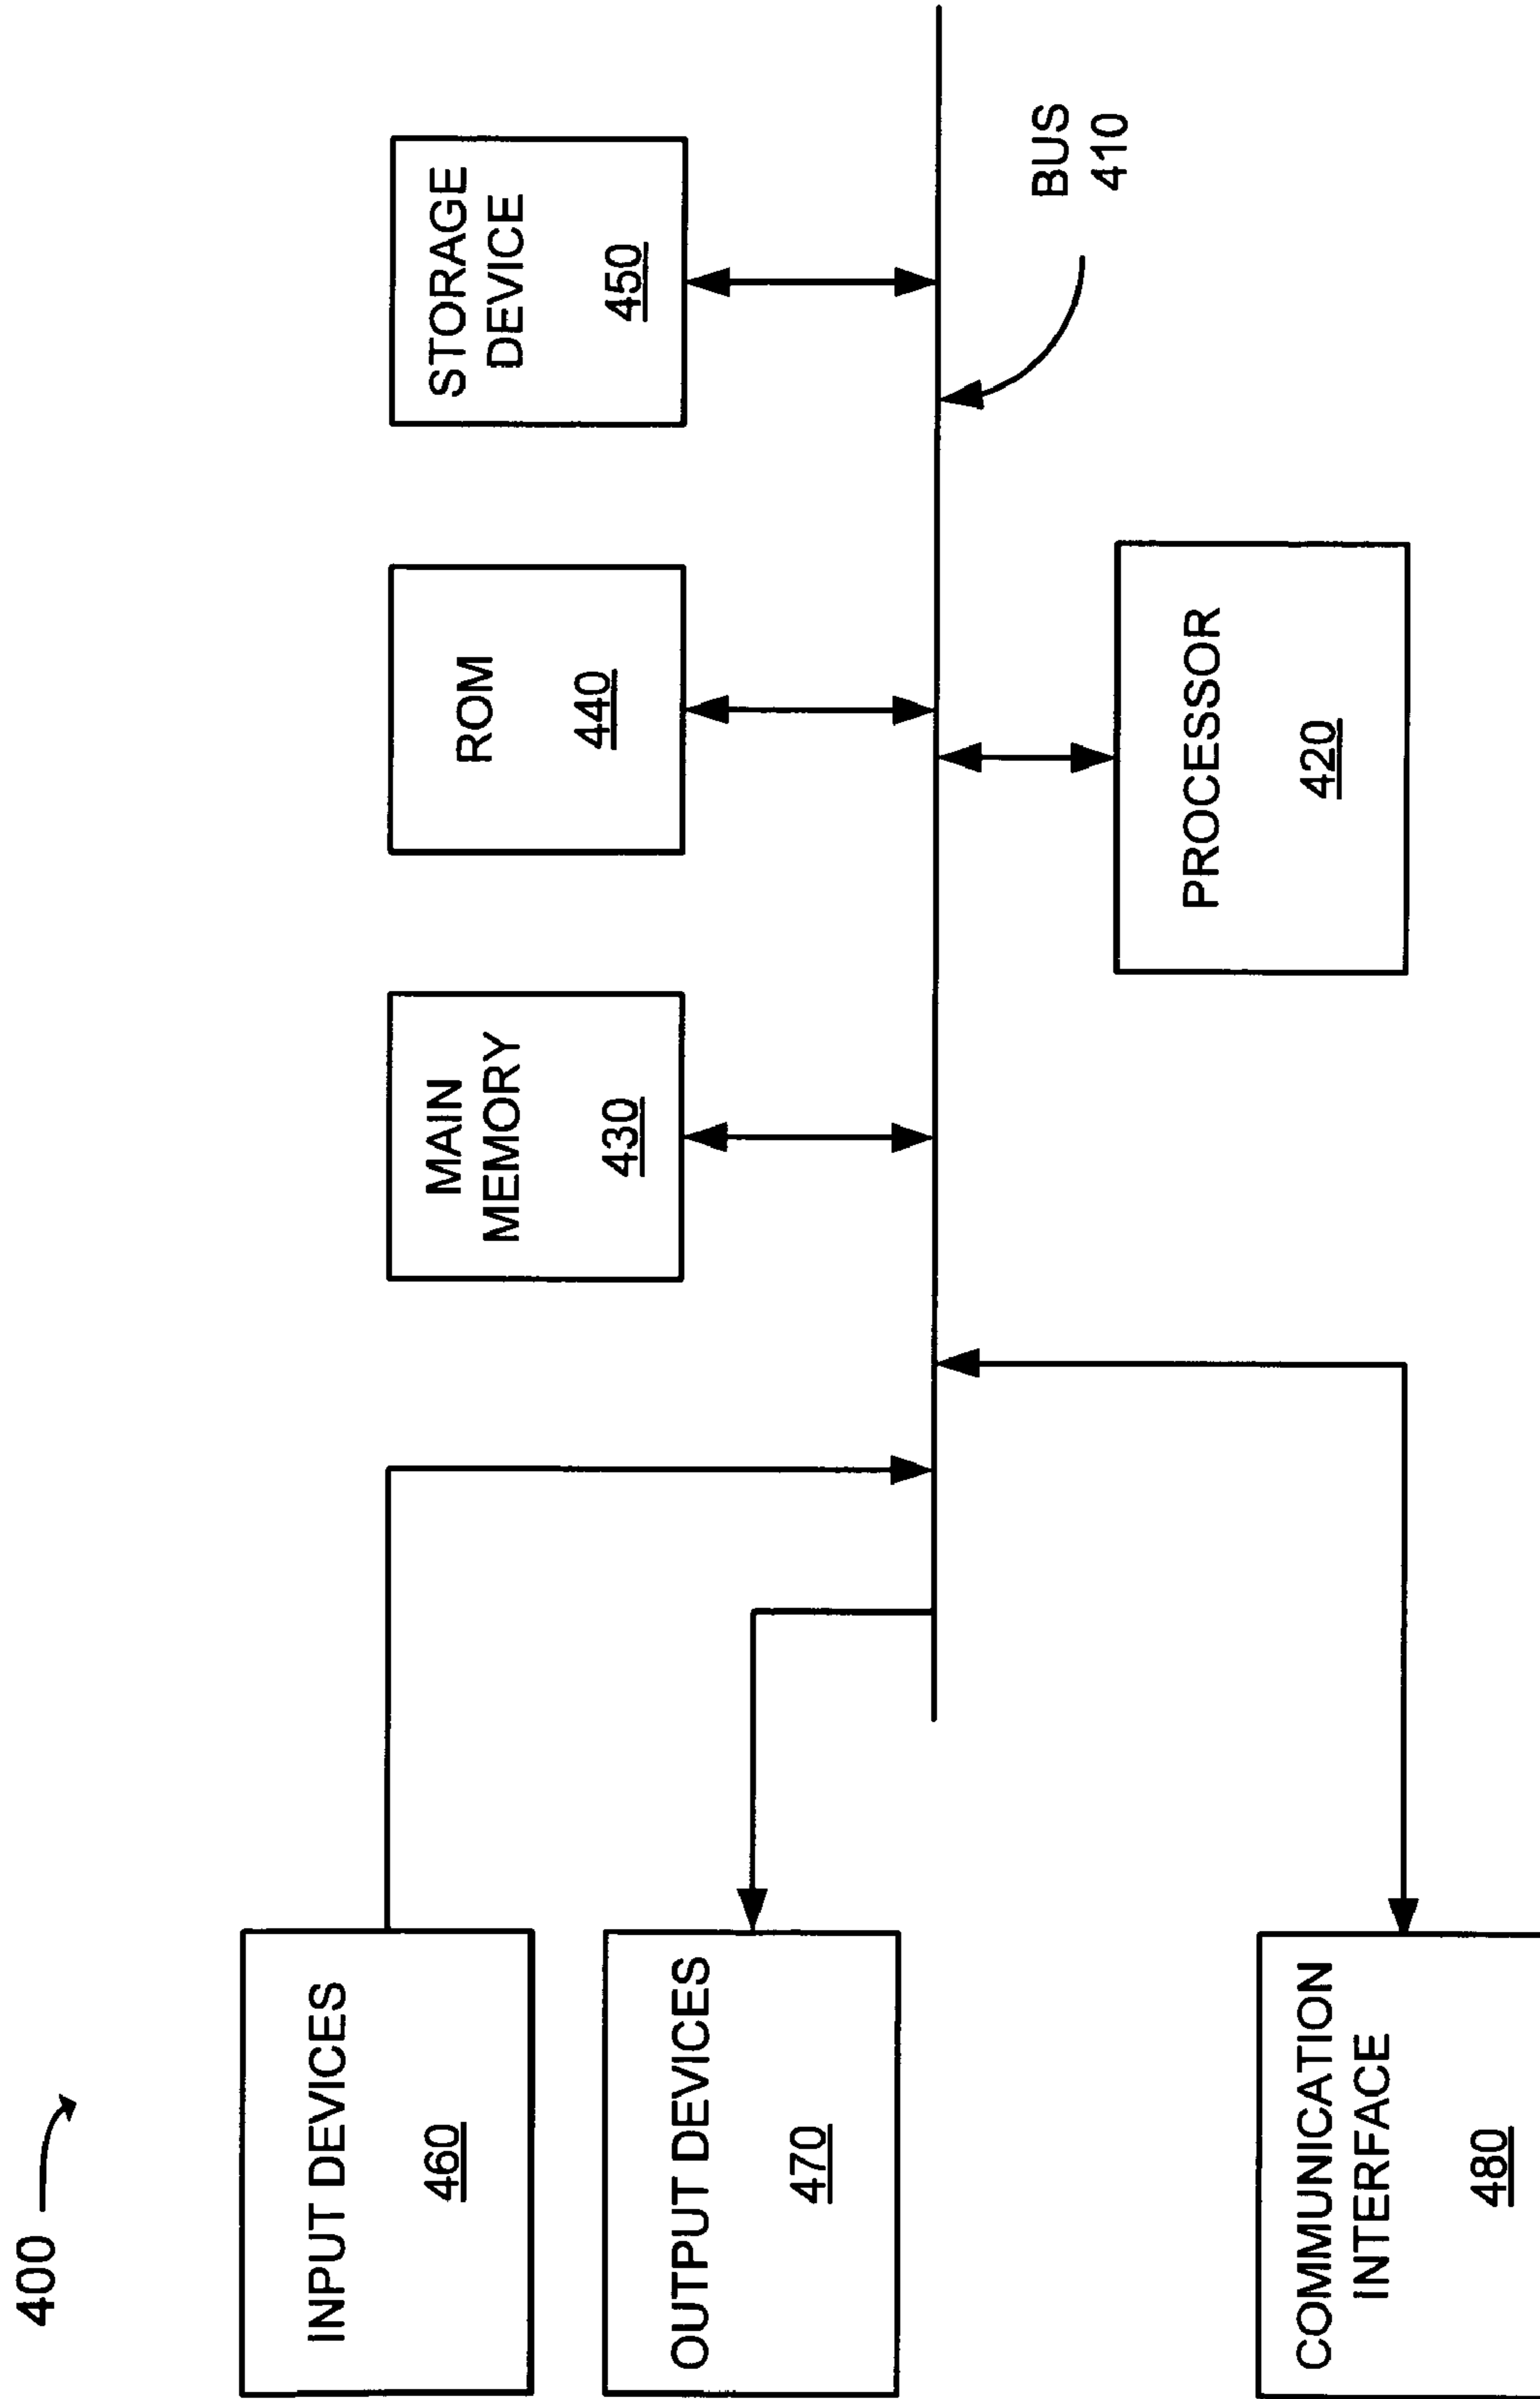 400
INPUT DEVICES
460
OUTPUT DEVICES
470
COMMUNICATION
INTERFACE
480
MAIN
MEMORY
430
ROM
440
STORAGE
DEVICE
450
PROCESSOR
420
BUS
410